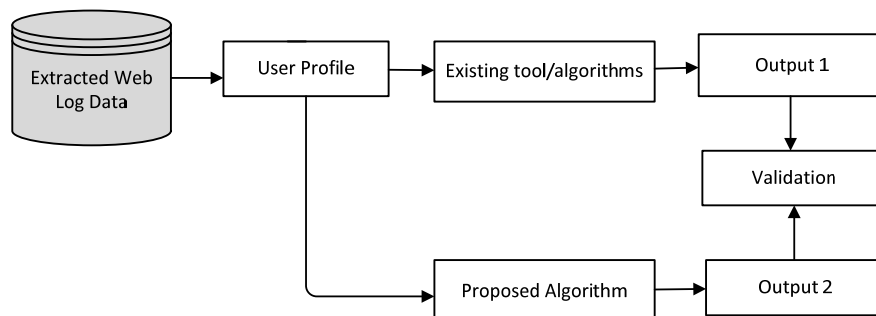 Extracted Web
Log Data
User Profile
Existing tool/algorithms
Output 1
Validation
Proposed Algorithm
Output 2